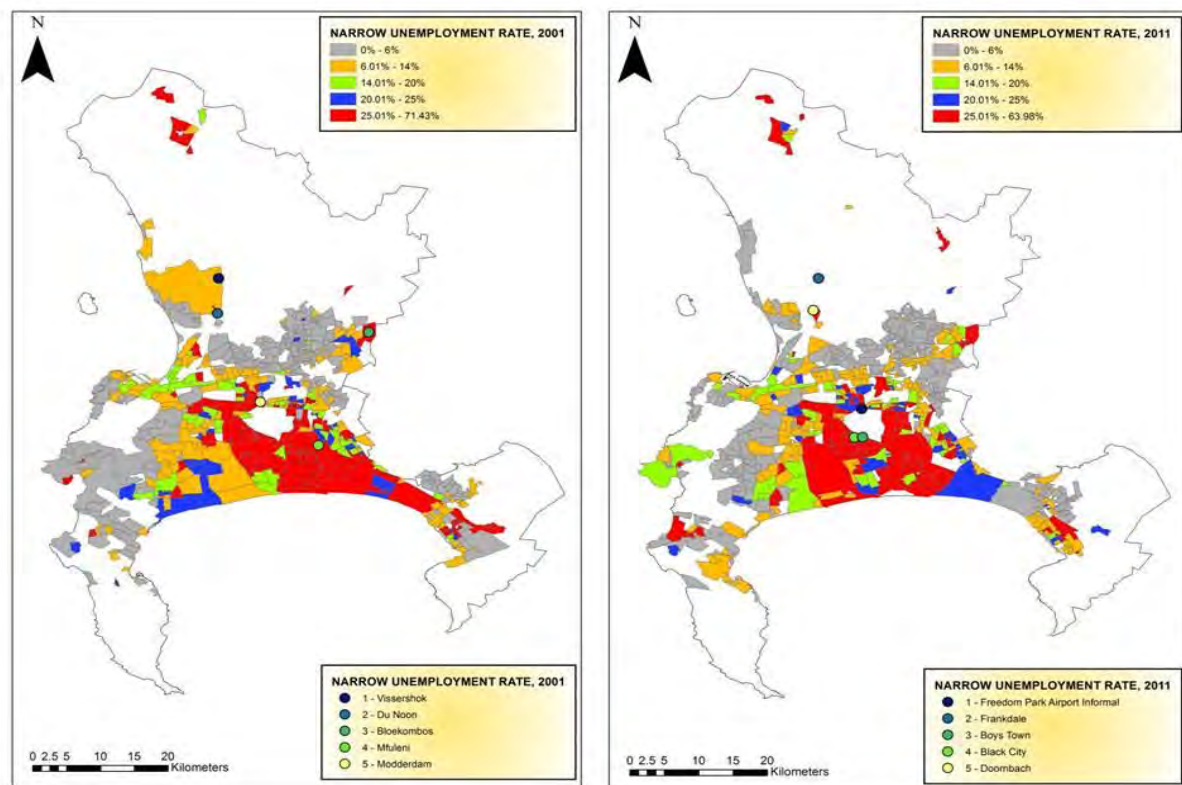 N
NARROW UNEMPLOYMENT RATE, 2001
0% - 6%
6.01% - 14%
14.01% - 20%
20.01% - 25%
25.01% - 71.43%
NARROW UNEMPLOYMENT RATE, 2001
1 - Vissershok
2 - Du Noon
3 - Bloekombos
4 - Mfuleni
5 - Modderdam
0 2.5 5 10 15 20
Kilometers
N
NARROW UNEMPLOYMENT RATE, 2011
0% - 6%
6.01% - 14%
14.01% - 20%
20.01% - 25%
25.01% - 63.98%
NARROW UNEMPLOYMENT RATE, 2011
1 - Freedom Park Airport Informal
2 - Frankdale
3 - Boys Town
4 - Black City
5 - Doornbach
0 2.5 5 10 15 20
Kilometers